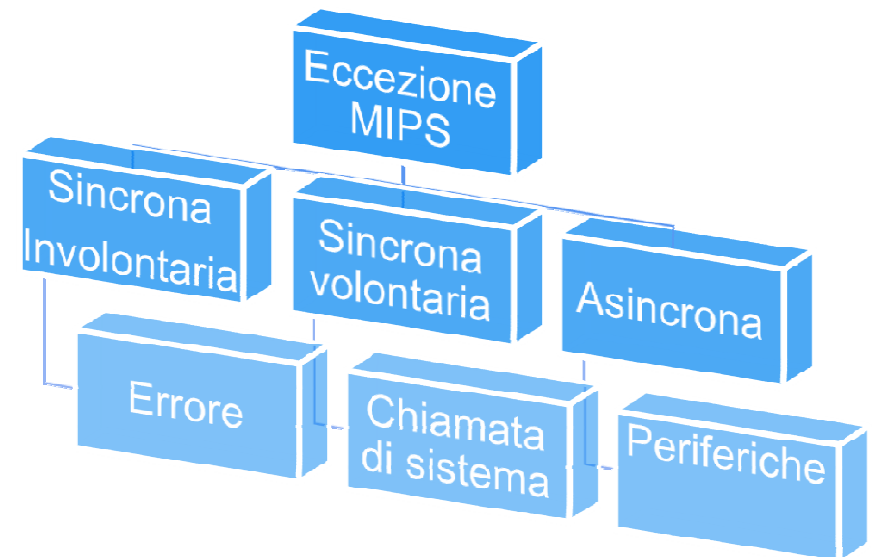 Eccezione
MIPS
Sincrona
Involontaria
Sincrona
volontaria
Asincrona
Errore
Chiamata
di sistema
Periferiche